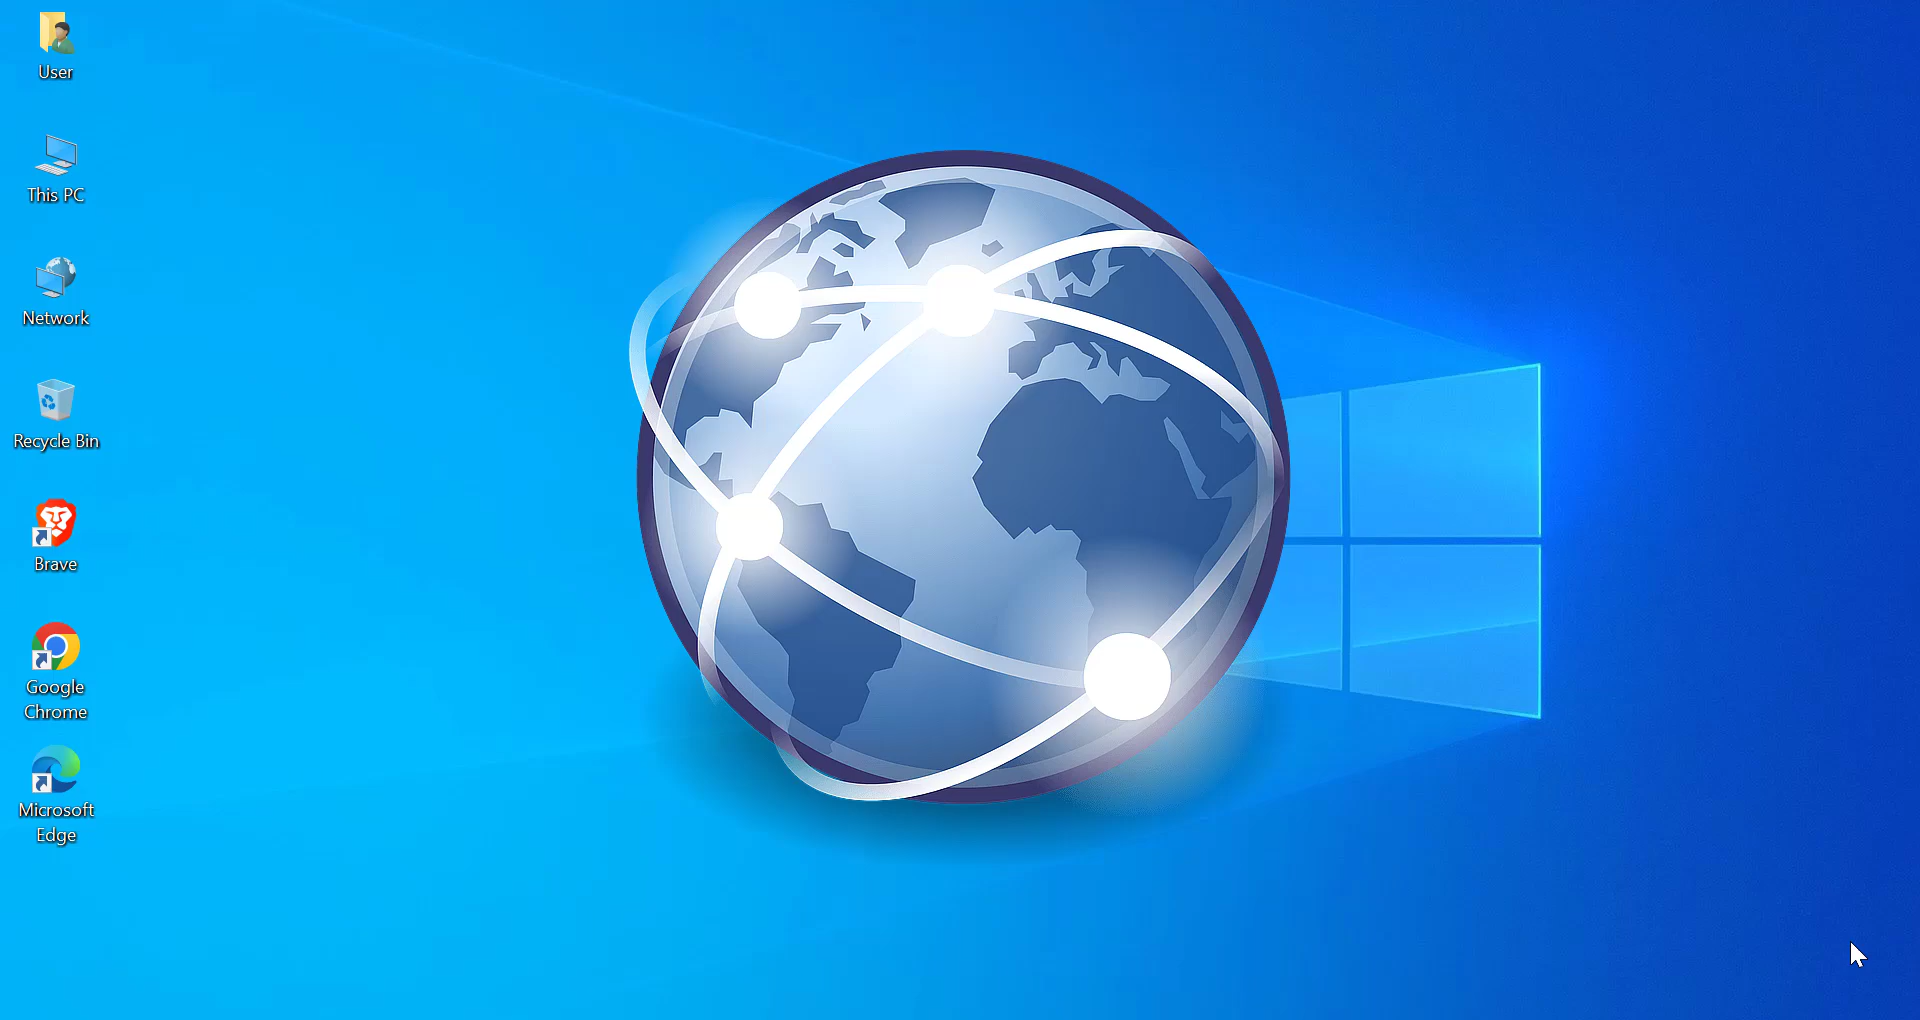 User
This PC
Network
Recycle Bin
Brave
Google
Chrome
Microsoft
Edge